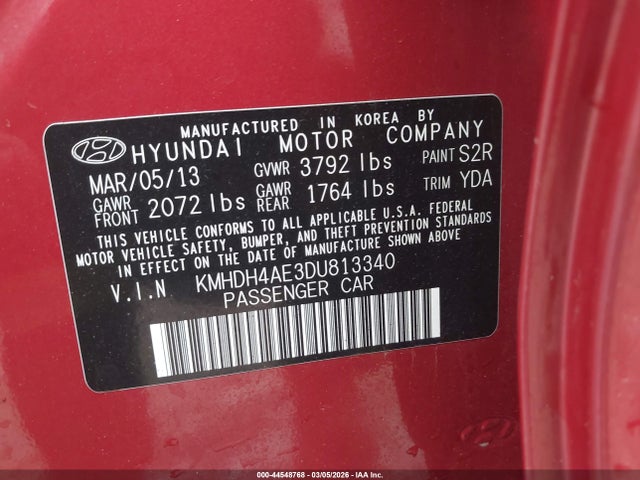 MANUFACTURED IN KOREA BY
HYUNDAI MOTOR COMPANY
MAR/05/13 GVWR 3792 lbs PAINT S2R
GAWR FRONT 2072 lbs GAWR REAR 1764 lbs TRIM YDA
THIS VEHICLE CONFORMS TO ALL APPLICABLE U.S.A. FEDERAL
MOTOR VEHICLE SAFETY, BUMPER, AND THEFT PREVENTION
STANDARDS IN EFFECT ON THE DATE OF MANUFACTURE SHOWN ABOVE.
V.I.N KMHDH4AE3DU813340
PASSENGER CAR
000-44548768 - 03/05/2026 - IAA Inc.